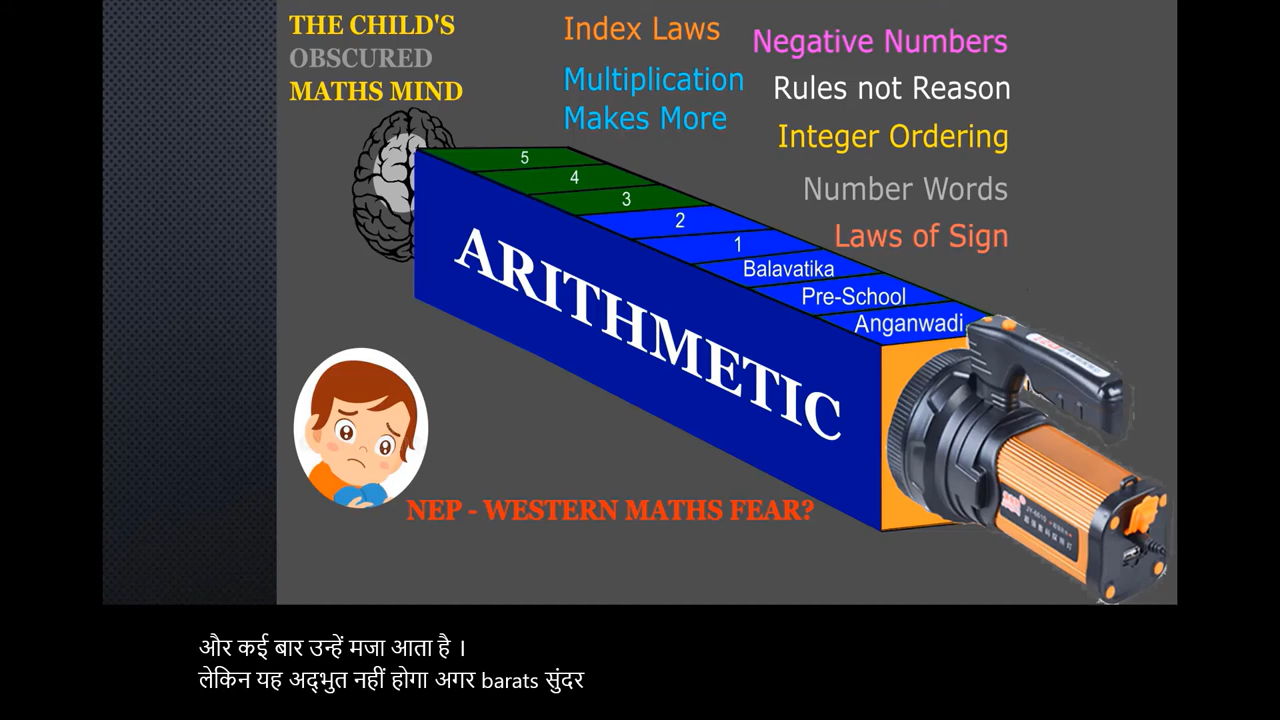 THE CHILD'S
OBSCURED
MATHS MIND
Index Laws
Multiplication
Makes More
Negative Numbers
Rules not Reason
Integer Ordering
Number Words
Laws of Sign
5
4
3
2
1
Balavatika
Pre-School
Anganwadi
ARITHMETIC
NEP - WESTERN MATHS FEAR?
और कई बार उन्हें मजा आता है ।
लेकिन यह अद्भुत नहीं होगा अगर barats सुंदर